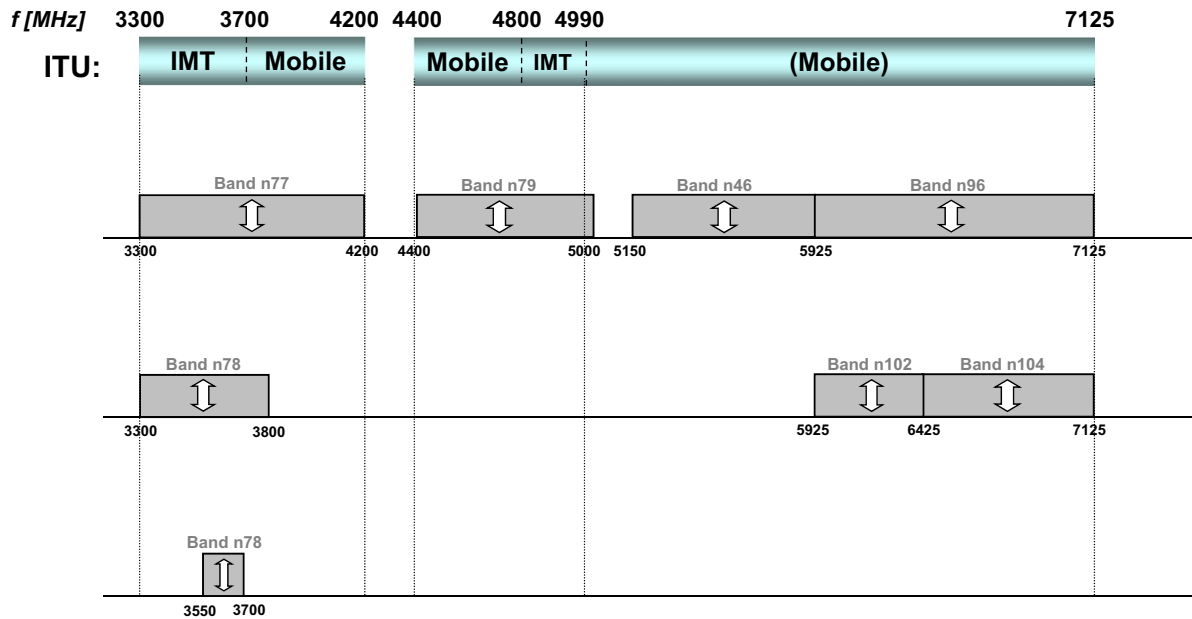 f [MHz] 3300 3700 4200 4400 4800 4990 7125
ITU: IMT Mobile Mobile IMT (Mobile)
Band n77 Band n79 Band n46 Band n96
3300 4200 4400 5000 5150 5925 7125
Band n78 Band n102 Band n104
3300 3800 5925 6425 7125
Band n78
3550 3700